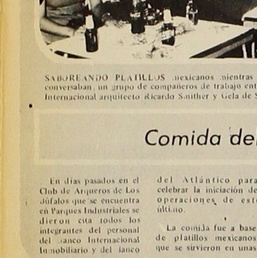 SABOREANDO PLATILLOS mexicanos mientras
conversaban, un grupo de compañeros de trabajo ent
Internacional arquitecto Ricardo Smither y Gela de S
Comida de
En días pasados en el
Club de Arqueros de Los
Búfalos que se encuentra
en Parques Industriales se
dieron cita todos los
integrantes del personal
del Banco Internacional
Inmobiliario y del Banco
del Atlántico para
celebrar la iniciación de
operaciones de est
último.
La comida fue a base
de platillos mexicanos
que se sirvieron en unas